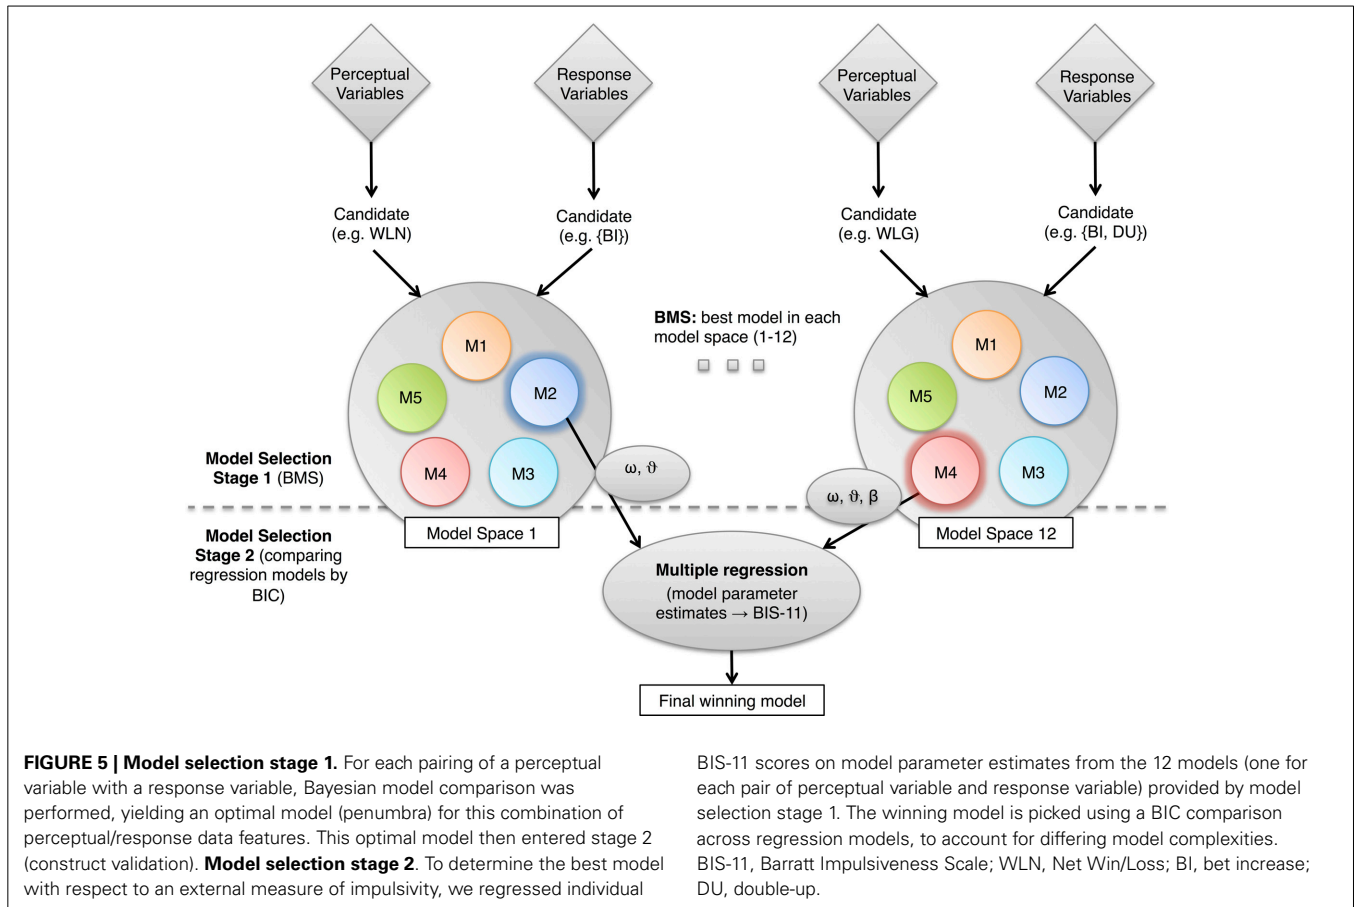 Perceptual
Variables
Response
Variables
Perceptual
Variables
Response
Variables
Candidate
(e.g. WLN)
Candidate
(e.g. {BI})
Candidate
(e.g. WLG)
Candidate
(e.g. {BI, DU})
BMS: best model in each
model space (1-12)
M1
M2
M3
M4
M5
M1
M2
M3
M4
M5
Model Selection
Stage 1 (BMS)
ω, ϑ
ω, ϑ, β
Model Space 1
Model Space 12
Model Selection
Stage 2 (comparing
regression models by
BIC)
Multiple regression
(model parameter
estimates → BIS-11)
Final winning model
FIGURE 5 | Model selection stage 1. For each pairing of a perceptual
variable with a response variable, Bayesian model comparison was
performed, yielding an optimal model (penumbra) for this combination of
perceptual/response data features. This optimal model then entered stage 2
(construct validation). Model selection stage 2. To determine the best model
with respect to an external measure of impulsivity, we regressed individual
BIS-11 scores on model parameter estimates from the 12 models (one for
each pair of perceptual variable and response variable) provided by model
selection stage 1. The winning model is picked using a BIC comparison
across regression models, to account for differing model complexities.
BIS-11, Barratt Impulsiveness Scale; WLN, Net Win/Loss; BI, bet increase;
DU, double-up.